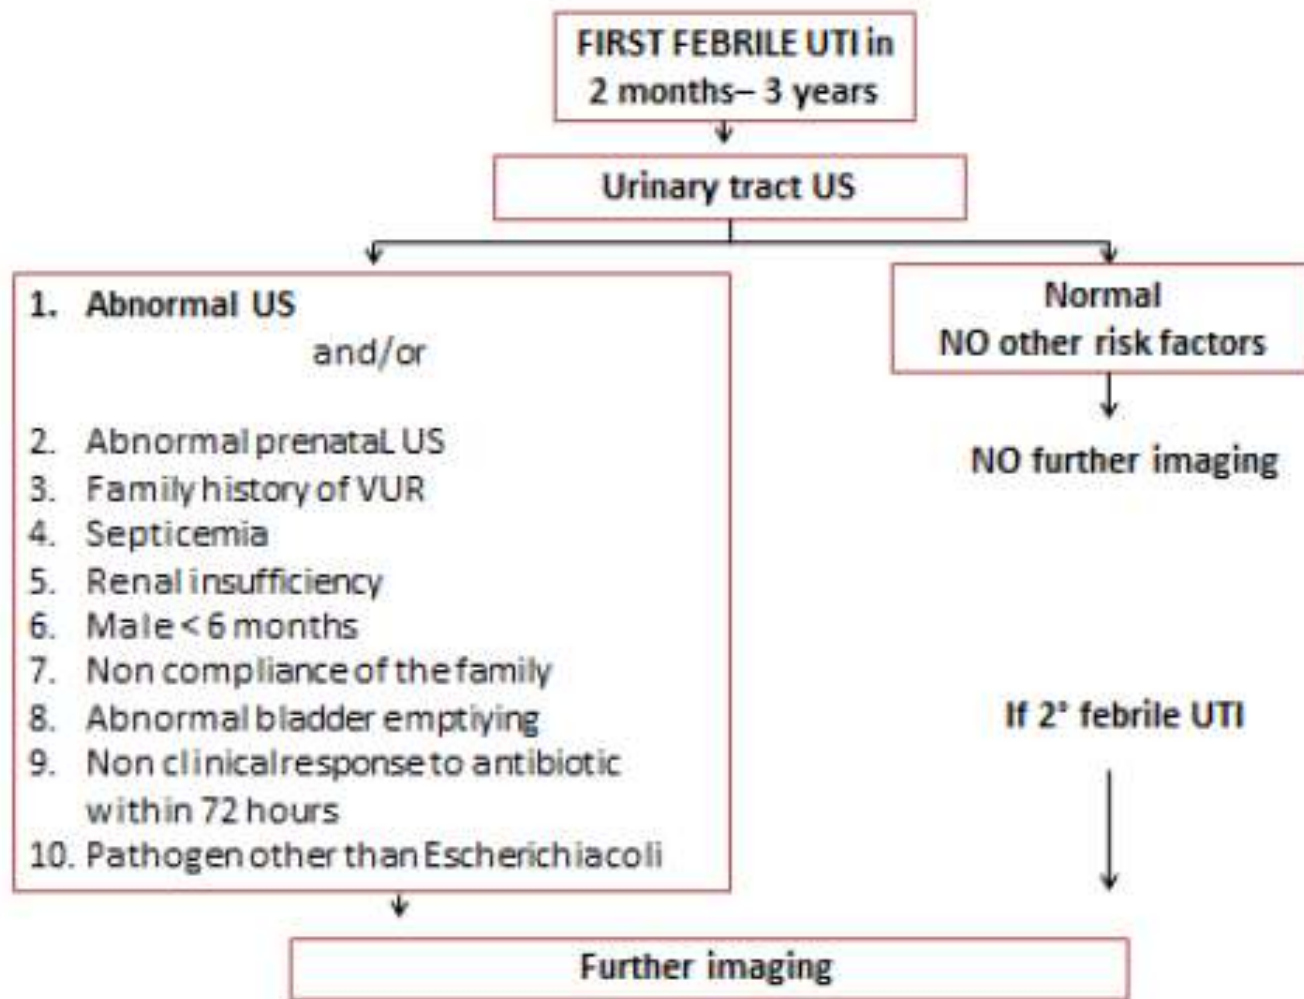 FIRST FEBRILE UTI in
2 months– 3 years
Urinary tract US
1. Abnormal US
and/or
2. Abnormal prenataL US
3. Family history of VUR
4. Septicemia
5. Renal insufficiency
6. Male < 6 months
7. Non compliance of the family
8. Abnormal bladder emptiying
9. Non clinical response to antibiotic
within 72 hours
10. Pathogen other than Escherichia coli
Normal
NO other risk factors
NO further imaging
If 2° febrile UTI
Further imaging